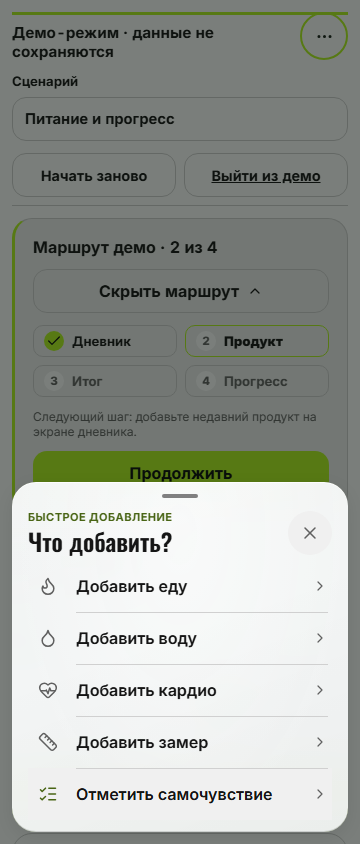 Демо-режим · данные не
сохраняются
Сценарий
Питание и прогресс
Начать заново
Выйти из демо
Маршрут демо · 2 из 4
Скрыть маршрут
Дневник
2 Продукт
3 Итог
4 Прогресс
Следующий шаг: добавьте недавний продукт на
экране дневника.
Продолжить
БЫСТРОЕ ДОБАВЛЕНИЕ
Что добавить?
Добавить еду
Добавить воду
Добавить кардио
Добавить замер
Отметить самочувствие